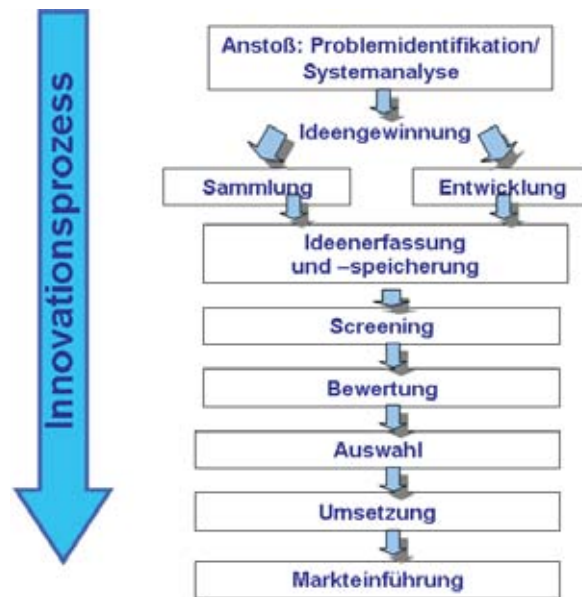 Innovationsprozess
Anstoß: Problemidentifikation/
Systemanalyse
Ideengewinnung
Sammlung
Entwicklung
Ideenerfassung
und –speicherung
Screening
Bewertung
Auswahl
Umsetzung
Markteinführung